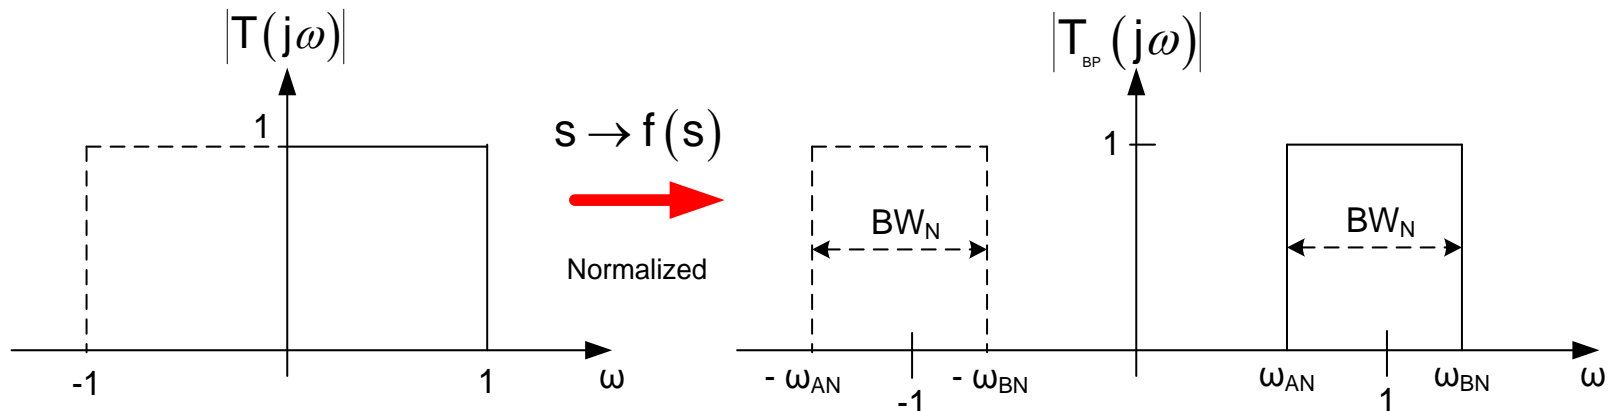 |T(jω)|
1
-1
1
ω
s → f(s)
Normalized
|T_BP(jω)|
1
BW_N
BW_N
- ω_AN
-1
- ω_BN
ω_AN
1
ω_BN
ω